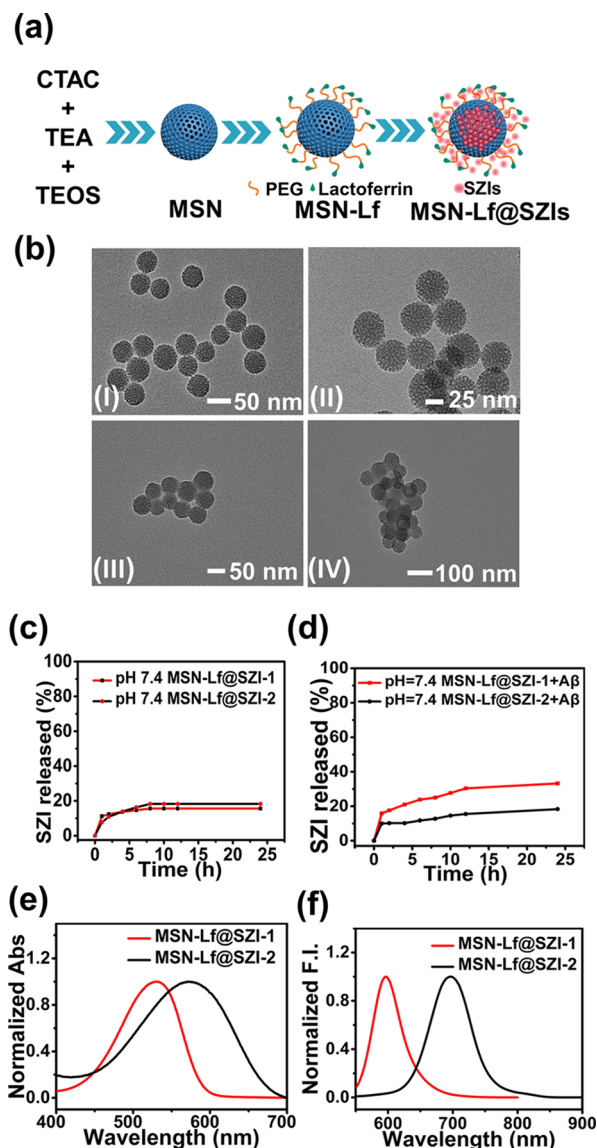 (a)
CTAC
+
TEA
+
TEOS
PEG Lactoferrin SZIs
MSN MSN-Lf MSN-Lf@SZIs
(b)
(I) 50 nm
(II) 25 nm
(III) 50 nm
(IV) 100 nm
(c)
SZI released (%)
100
80
60
40
20
0
pH 7.4 MSN-Lf@SZI-1
pH 7.4 MSN-Lf@SZI-2
0 5 10 15 20 25
Time (h)
(d)
SZI released (%)
100
80
60
40
20
0
pH=7.4 MSN-Lf@SZI-1+Aβ
pH=7.4 MSN-Lf@SZI-2+Aβ
0 5 10 15 20 25
Time (h)
(e)
Normalized Abs
1.2
0.8
0.4
0.0
MSN-Lf@SZI-1
MSN-Lf@SZI-2
400 500 600 700
Wavelength (nm)
(f)
Normalized F.I.
1.2
0.8
0.4
0.0
MSN-Lf@SZI-1
MSN-Lf@SZI-2
600 700 800 900
Wavelength (nm)